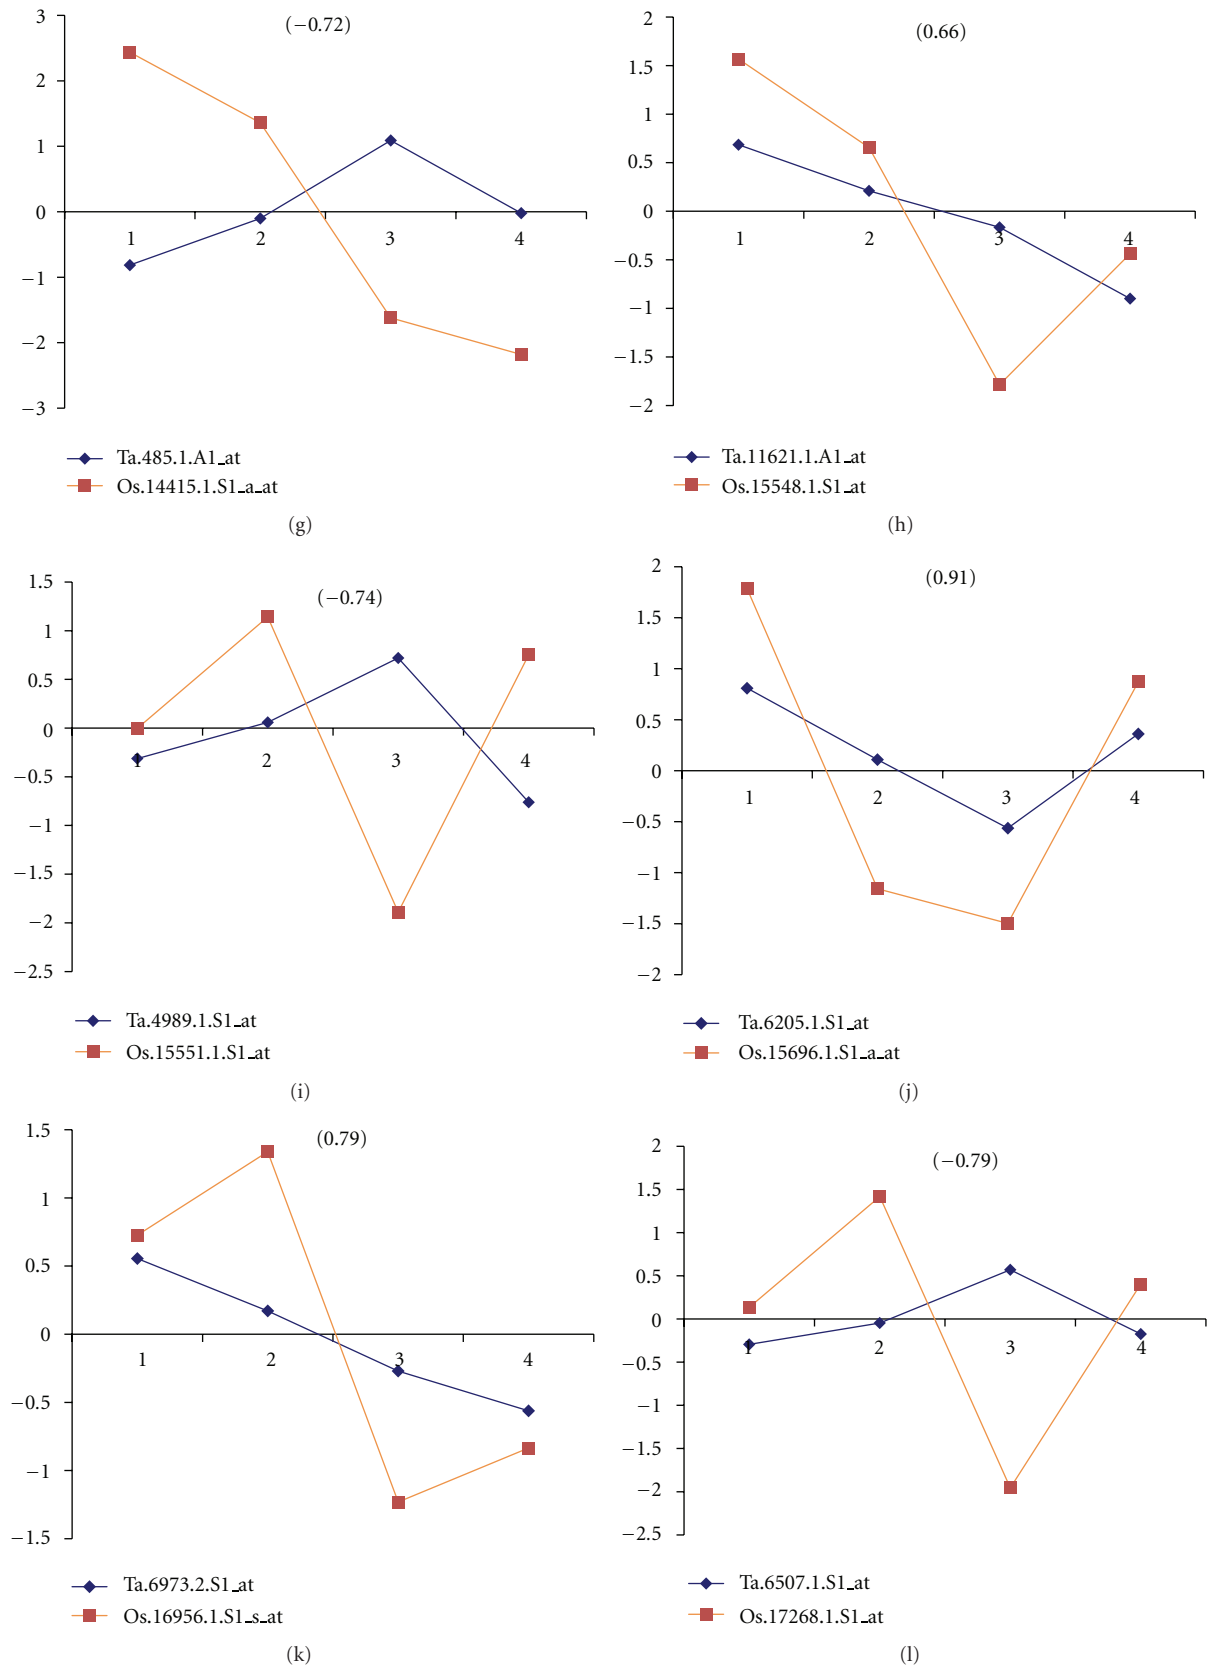 (−0.72)
3
2
1
0
−1
−2
−3
1 2 3 4
Ta.485.1.A1_at
Os.14415.1.S1_a_at
(g)
(0.66)
2
1.5
1
0.5
0
−0.5
−1
−1.5
−2
1 2 3 4
Ta.11621.1.A1_at
Os.15548.1.S1_at
(h)
(−0.74)
1.5
1
0.5
0
−0.5
−1
−1.5
−2
−2.5
1 2 3 4
Ta.4989.1.S1_at
Os.15551.1.S1_at
(i)
(0.91)
2
1.5
1
0.5
0
−0.5
−1
−1.5
−2
1 2 3 4
Ta.6205.1.S1_at
Os.15696.1.S1_a_at
(j)
(0.79)
1.5
1
0.5
0
−0.5
−1
−1.5
1 2 3 4
Ta.6973.2.S1_at
Os.16956.1.S1_s_at
(k)
(−0.79)
2
1.5
1
0.5
0
−0.5
−1
−1.5
−2
−2.5
1 2 3 4
Ta.6507.1.S1_at
Os.17268.1.S1_at
(l)